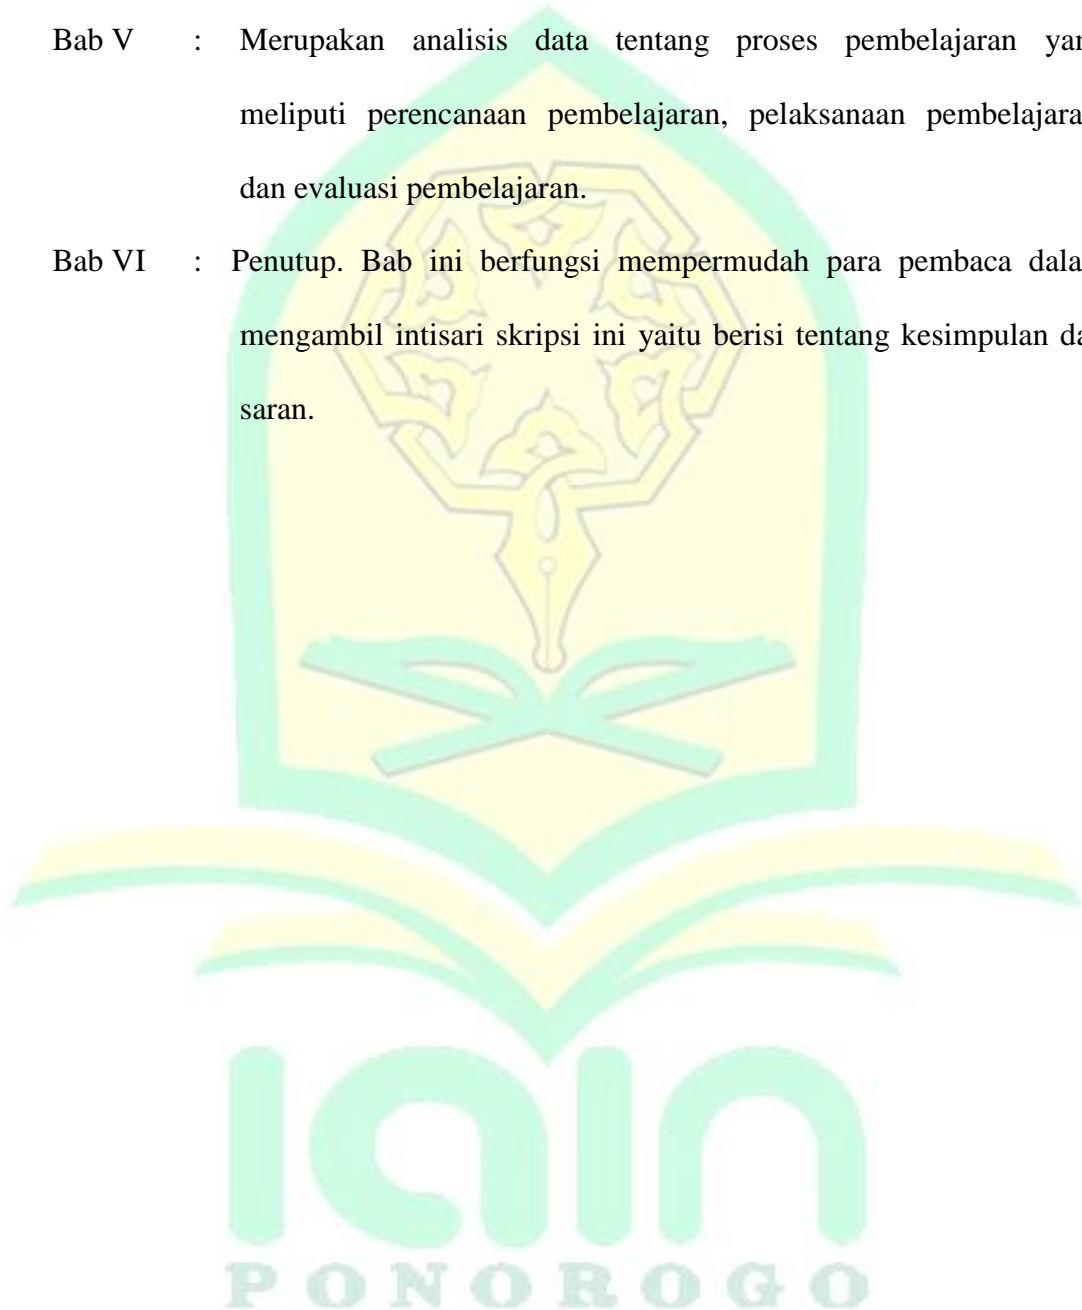 Bab V : Merupakan analisis data tentang proses pembelajaran yan
meliputi perencanaan pembelajaran, pelaksanaan pembelajara
dan evaluasi pembelajaran.
Bab VI : Penutup. Bab ini berfungsi mempermudah para pembaca dala
mengambil intisari skripsi ini yaitu berisi tentang kesimpulan da
saran.
iain
PONOROGO